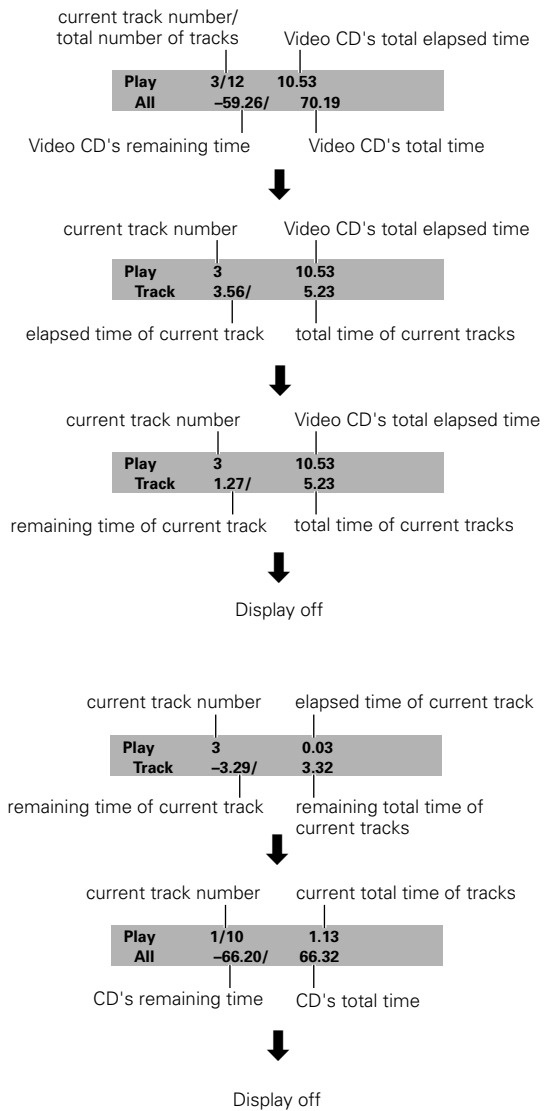 current track number/
total number of tracks
Video CD's total elapsed time
Play 3/12 10.53
All –59.26/ 70.19
Video CD's remaining time Video CD's total time
current track number Video CD's total elapsed time
Play 3 10.53
Track 3.56/ 5.23
elapsed time of current track total time of current tracks
current track number Video CD's total elapsed time
Play 3 10.53
Track 1.27/ 5.23
remaining time of current track total time of current tracks
Display off
current track number elapsed time of current track
Play 3 0.03
Track –3.29/ 3.32
remaining time of current track remaining total time of
current tracks
current track number current total time of tracks
Play 1/10 1.13
All –66.20/ 66.32
CD's remaining time CD's total time
Display off